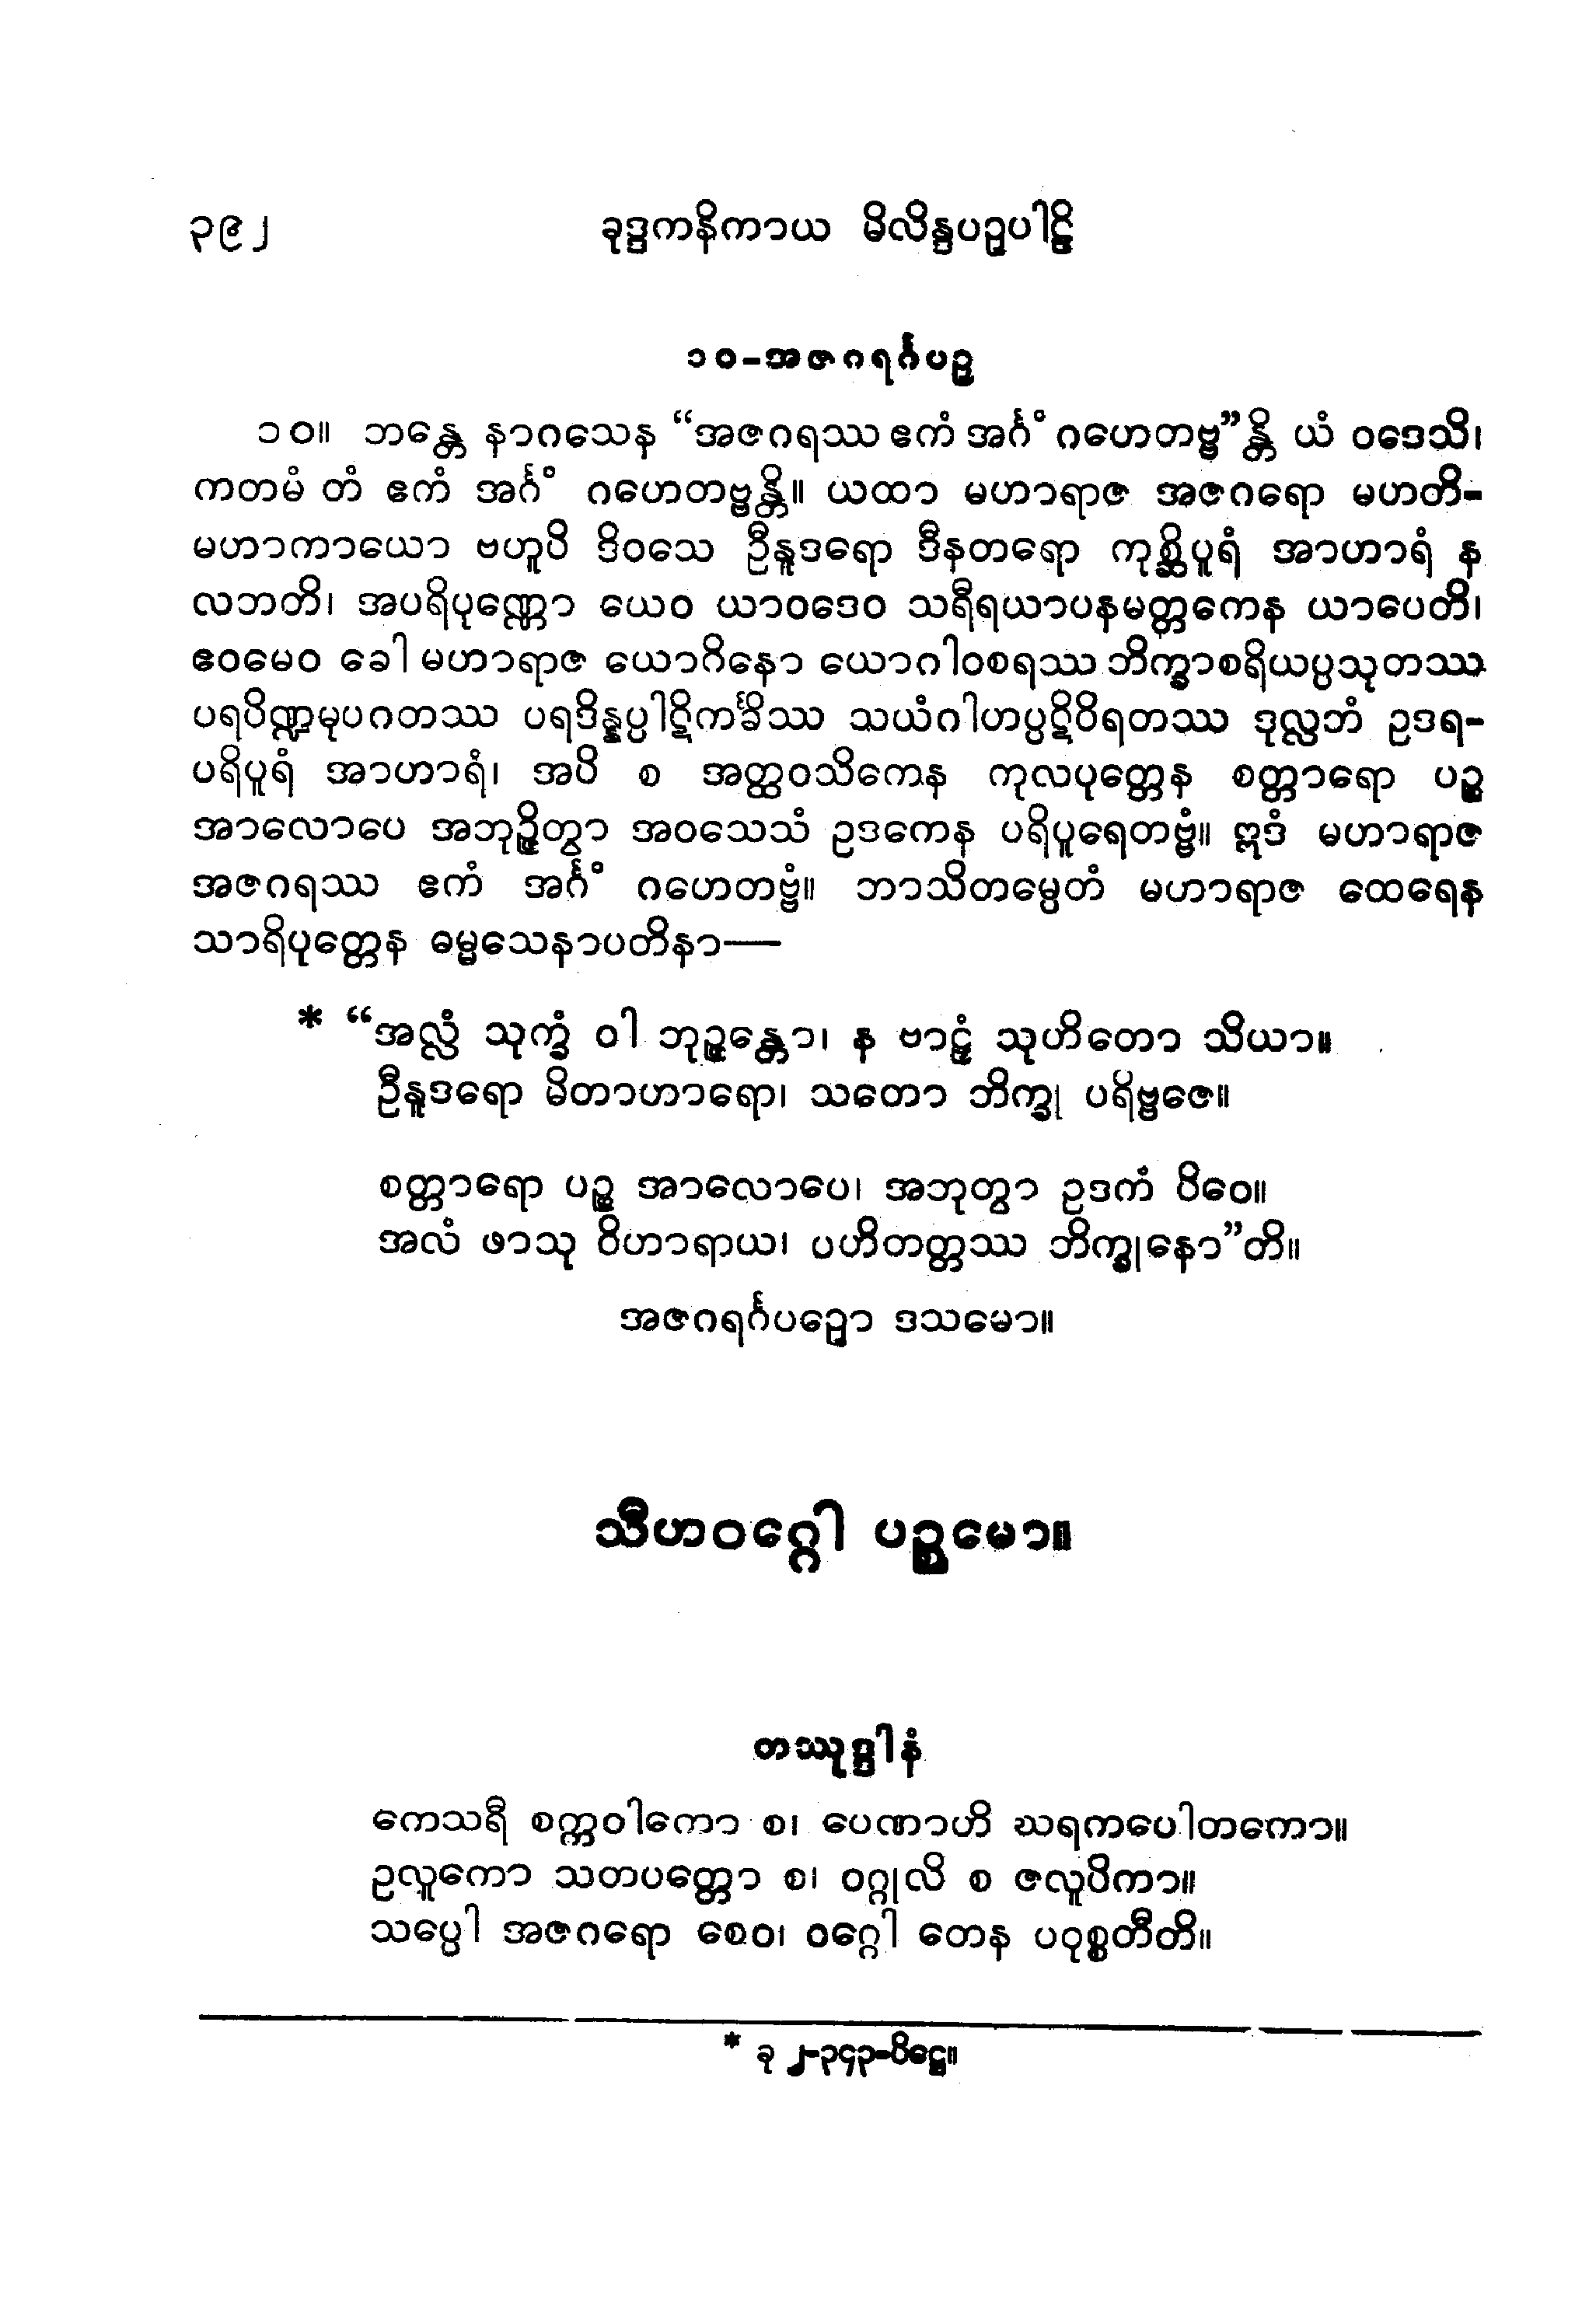 ၃၉၂ ခုဒ္ဒကနိကာယ မိလိန္ဒပဉှပါဠိ
၁၀-အဇဂရင်္ဂပဉှ
၁၀။ ဘန္တေ နာဂသေန “အဇဂရဿ ဧကံ အင်္ဂံ ဂဟေတဗ္ဗ”န္တိ ယံ ဝဒေသိ၊
ကတမံ တံ ဧကံ အင်္ဂံ ဂဟေတဗ္ဗန္တိ။ ယထာ မဟာရာဇ အဇဂရော မဟတိ-
မဟာကာယော ဗဟူပိ ဒိဝသေ ဦနူဒရော ဒီနတရော ကုစ္ဆိပူရံ အာဟာရံ န
လဘတိ၊ အပရိပုဏ္ဏော ယေဝ ယာဝဒေဝ သရီရယာပနမတ္တကေန ယာပေတိ၊
ဧဝမေဝ ခေါ မဟာရာဇ ယောဂိနော ယောဂါဝစရဿ ဘိက္ခာစရိယပ္ပသုတဿ
ပရပိဏ္ဍမုပဂတဿ ပရဒိန္နပ္ပါဋိကင်္ခိဿ သယံဂါဟပ္ပဋိဝိရတဿ ဒုလ္လဘံ ဥဒရ-
ပရိပူရံ အာဟာရံ၊ အပိ စ အတ္ထဝသိကေန ကုလပုတ္တေန စတ္တာရော ပဉ္စ
အာလောပေ အဘုဉ္ဇိတွာ အဝသေသံ ဥဒကေန ပရိပူရေတဗ္ဗံ။ ဣဒံ မဟာရာဇ
အဇဂရဿ ဧကံ အင်္ဂံ ဂဟေတဗ္ဗံ။ ဘာသိတမ္ပေတံ မဟာရာဇ ထေရေန
သာရိပုတ္တေန ဓမ္မသေနာပတိနာ—
* “အလ္လံ သုက္ခံ ဝါ ဘုဉ္ဇန္တော၊ န ဗာဠှံ သုဟိတော သိယာ။
ဦနူဒရော မိတာဟာရော၊ သတော ဘိက္ခု ပရိဗ္ဗဇေ။
စတ္တာရော ပဉ္စ အာလောပေ၊ အဘုတွာ ဥဒကံ ပိဝေ။
အလံ ဖာသု ဝိဟာရာယ၊ ပဟိတတ္တဿ ဘိက္ခုနော”တိ။
အဇဂရင်္ဂပဉှော ဒသမော။
သီဟဝဂ္ဂေါ ပဉ္စမော။
တဿုဒ္ဒါနံ
ကေသရီ စက္ကဝါကော စ၊ ပေဏာဟိ ဃရကပေါတကော။
ဥလူကော သတပတ္တော စ၊ ဝဂ္ဂုလိ စ ဇလူပိကာ။
သပ္ပေါ အဇဂရော စေဝ၊ ဝဂ္ဂေါ တေန ပဝုစ္စတီတိ။
* ခု ၂-၃၄၃-ပိဋ္ဌေ။